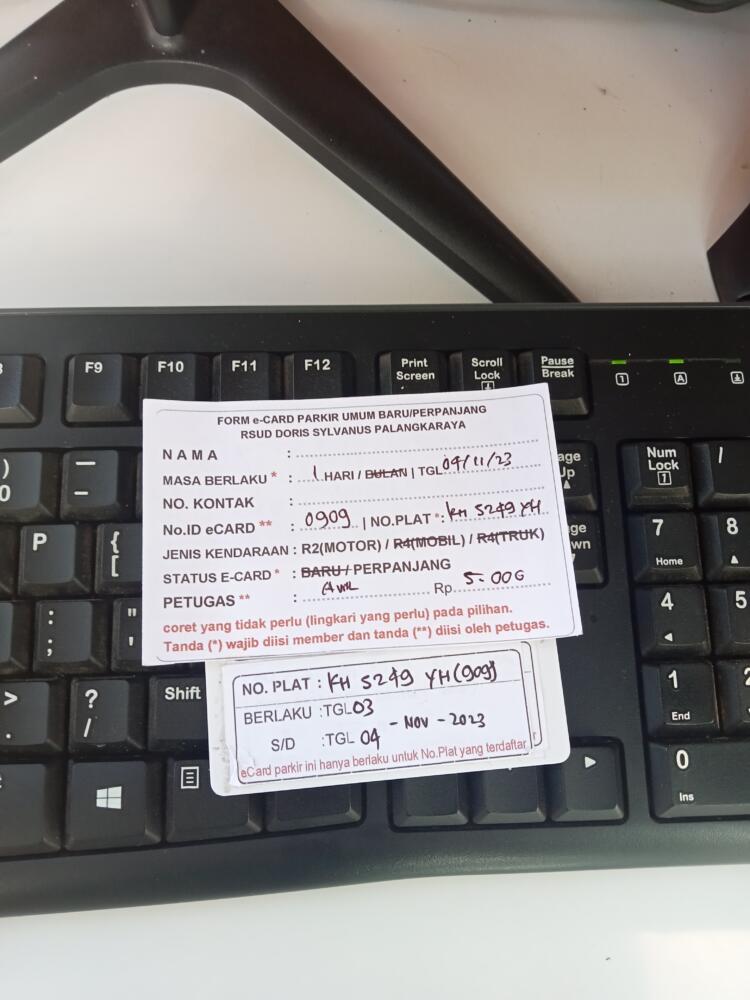 F9 F10 F11 F12 Print Screen Scroll Lock Pause Break
FORM e-CARD PARKIR UMUM BARU/PERPANJANG
RSUD DORIS SYLVANUS PALANGKARAYA
NAMA :
MASA BERLAKU * : 1 HARI / BULAN | TGL 04/11/23
NO. KONTAK :
No.ID eCARD ** : 0909 | NO.PLAT *: KH 5249 YH
JENIS KENDARAAN : R2(MOTOR) / R4(MOBIL) / R4(TRUK)
STATUS E-CARD * : BARU / PERPANJANG
PETUGAS ** : Rp. 5.000
coret yang tidak perlu (lingkari yang perlu) pada pilihan.
Tanda (*) wajib diisi member dan tanda (**) diisi oleh petugas.
NO. PLAT : KH 5249 YH (909)
BERLAKU :TGL 03
- NOV - 2023
S/D :TGL 04
eCard parkir ini hanya berlaku untuk No.Plat yang terdaftar
1 A
Num Lock 1 /
) 0 — -
P { [
7 Home 8
: ; " '
4 5
> . ? / Shift
1 End 2
0 Ins